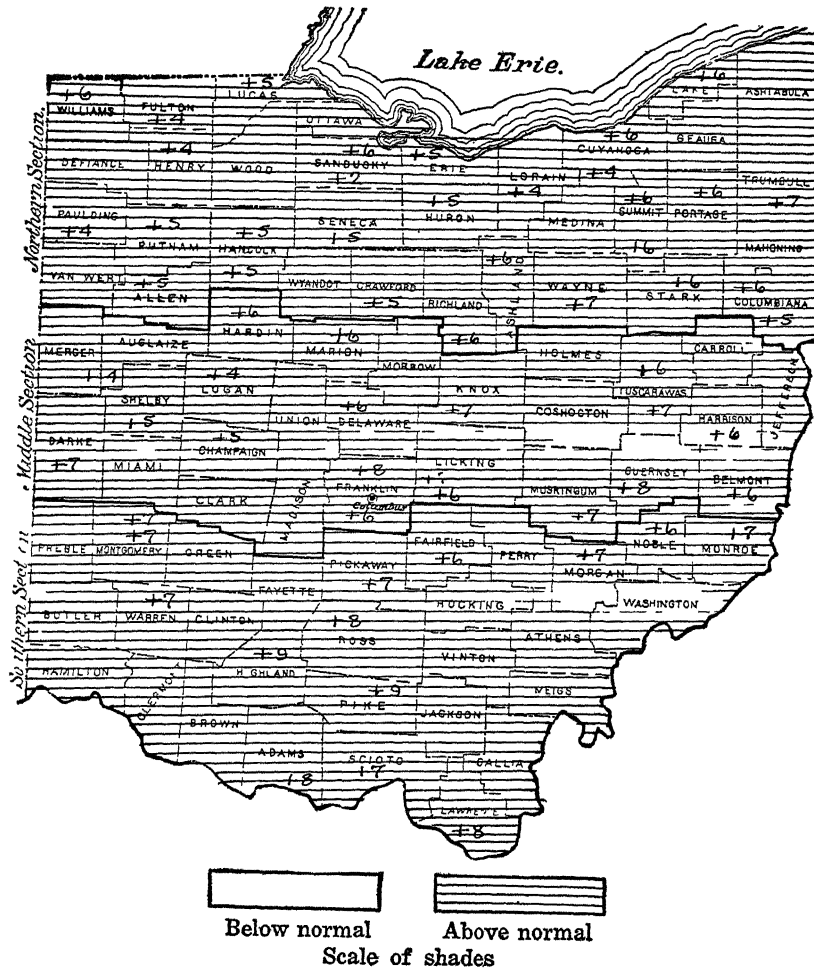 Lake Erie.
+6 +5 +6
WILLIAMS FULTON LUCAS LAKE ASHTABULA
+4
OTTAWA
+4 +6 +5 +6
DEFIANCE HENRY WOOD SANDUSKY ERIE LORAIN CUYAHOGA GEAUGA TRUMBULL
+2 +4 +4
Northern Section.
+5 +6 +6 +7
PAULDING SENECA HURON MEDINA SUMMIT PORTAGE
+4 +5 +5
PUTNAM HANCOCK MAHONING
+5 +5 +6
VAN WERT ALLEN WYANDOT CRAWFORD RICHLAND ASHLAND WAYNE STARK COLUMBIANA
+5 +7 +6 +5
+6 +6
MERCER AUGLAIZE HARDIN MARION MORROW HOLMES CARROLL
+4 +4 +6
SHELBY LOGAN KNOX TUSCARAWAS JEFFERSON
Middle Section
+5 +6 +7 +7
DARKE UNION DELAWARE COSHOCTON HARRISON
+7 +5 +6
MIAMI CHAMPAIGN LICKING GUERNSEY BELMONT
+8 +8 +6
CLARK MADISON FRANKLIN MUSKINGUM
Columbus
+6 +6
+7 +7 +6 +7
+7
PREBLE MONTGOMERY GREEN FAIRFIELD PERRY NOBLE MONROE
+6 +7
PICKAWAY MORGAN
Southern Section
+7 +7
BUTLER WARREN CLINTON FAYETTE HOCKING WASHINGTON
+8
ROSS ATHENS
+9
HAMILTON CLERMONT HIGHLAND VINTON
+9
PIKE MEIGS
BROWN JACKSON
ADAMS SCIOTO GALLIA
+8 +7
+8
Below normal Above normal
Scale of shades